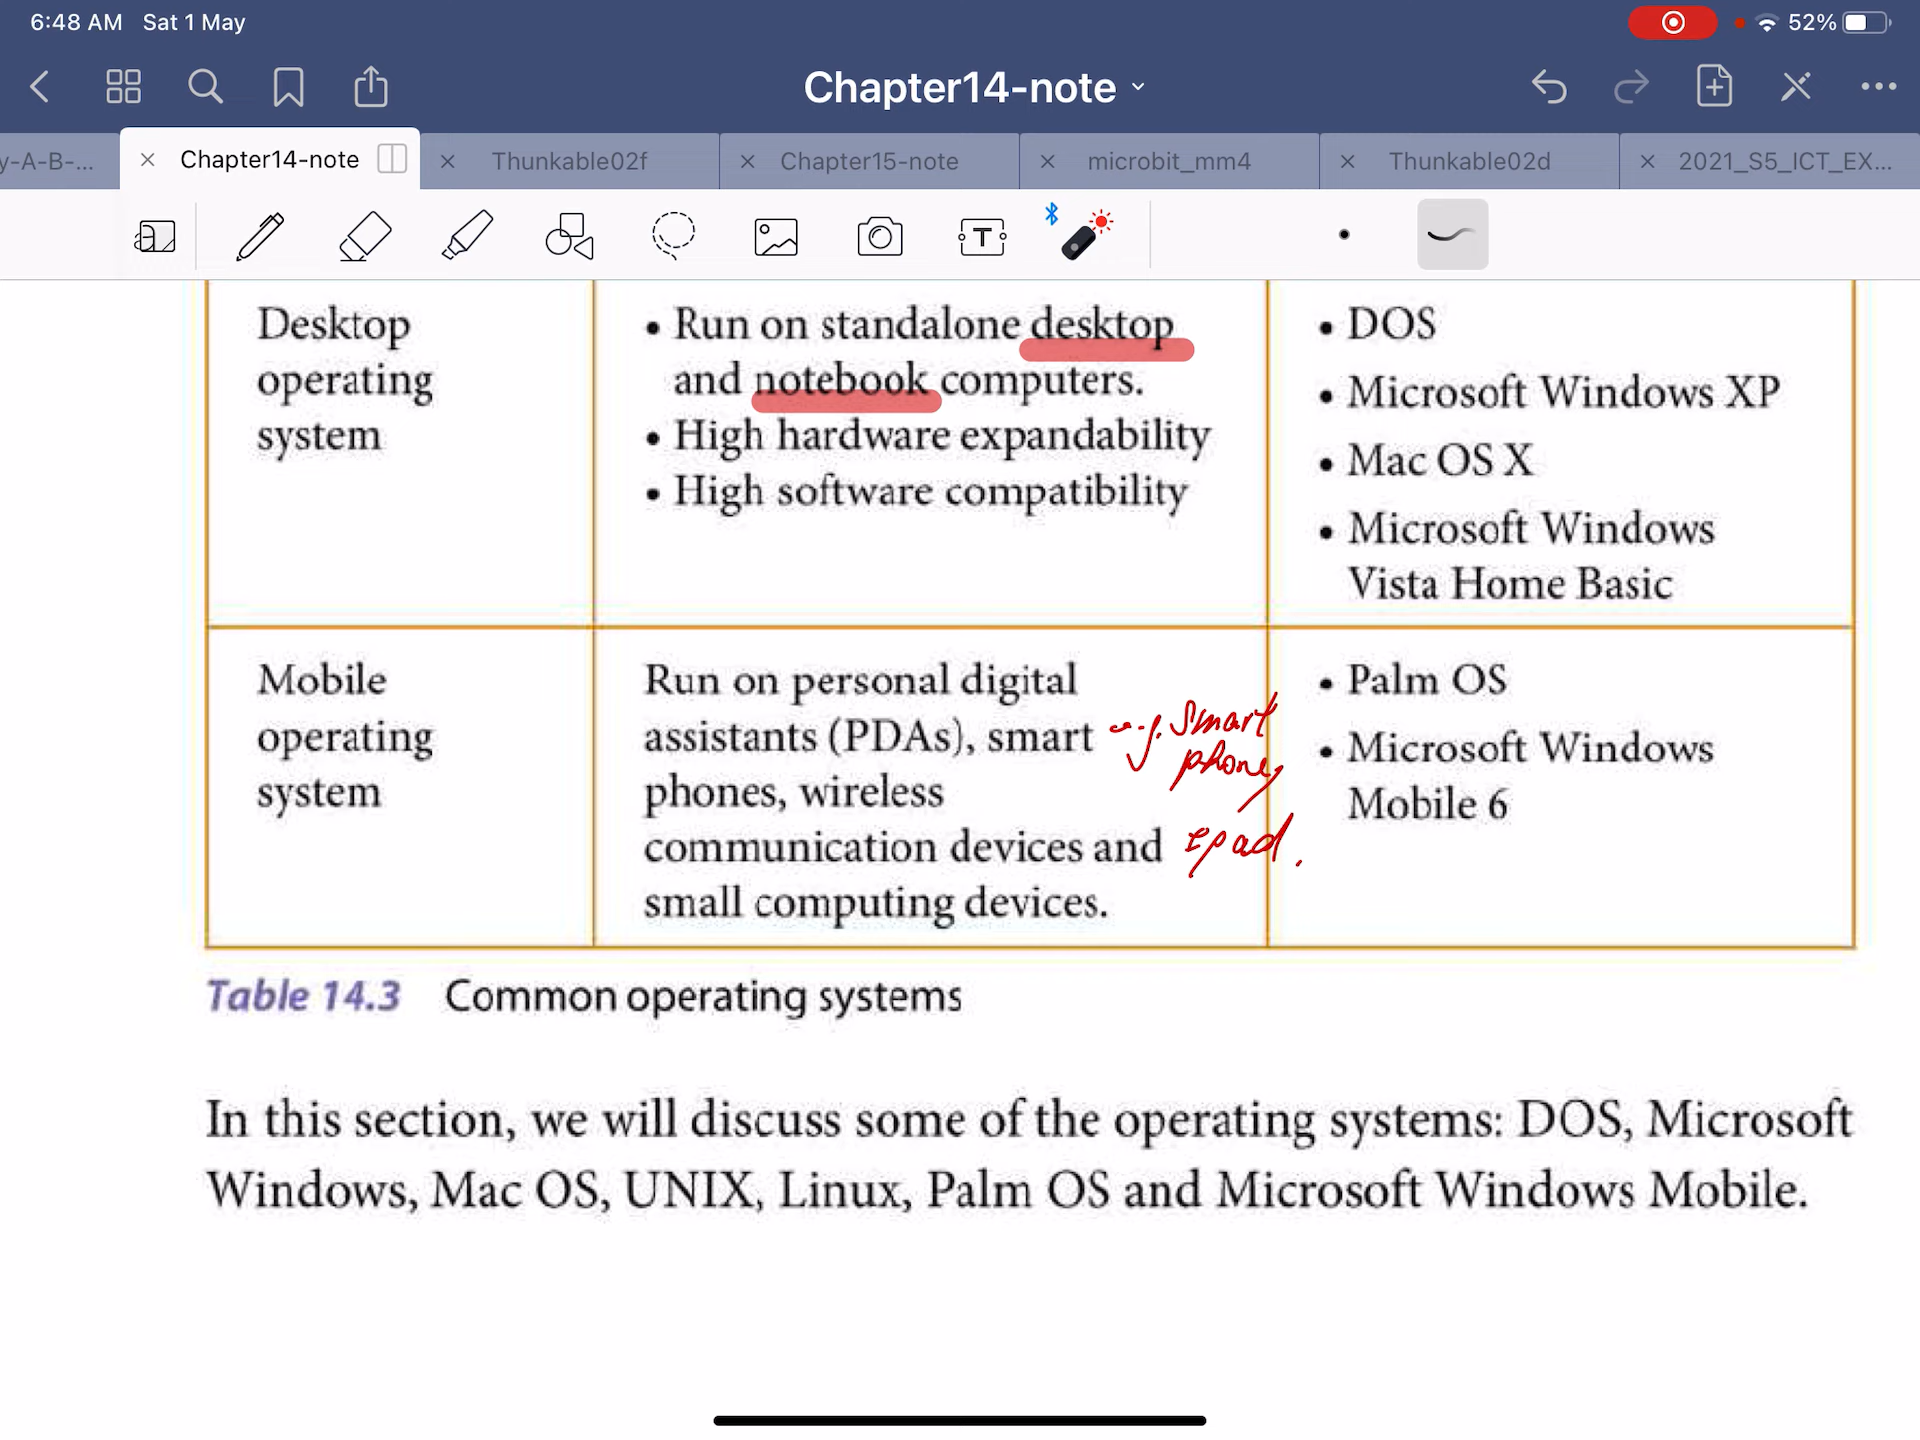 6:48 AM Sat 1 May 52%
Chapter14-note
y-A-B-... Chapter14-note Thunkable02f Chapter15-note microbit_mm4 Thunkable02d 2021_S5_ICT_EX...
Desktop
operating
system
• Run on standalone desktop
and notebook computers.
• High hardware expandability
• High software compatibility
• DOS
• Microsoft Windows XP
• Mac OS X
• Microsoft Windows
Vista Home Basic
Mobile
operating
system
Run on personal digital
assistants (PDAs), smart
phones, wireless
communication devices and
small computing devices.
e.g. Smart
phone,
Ipad.
• Palm OS
• Microsoft Windows
Mobile 6
Table 14.3 Common operating systems
In this section, we will discuss some of the operating systems: DOS, Microsoft
Windows, Mac OS, UNIX, Linux, Palm OS and Microsoft Windows Mobile.